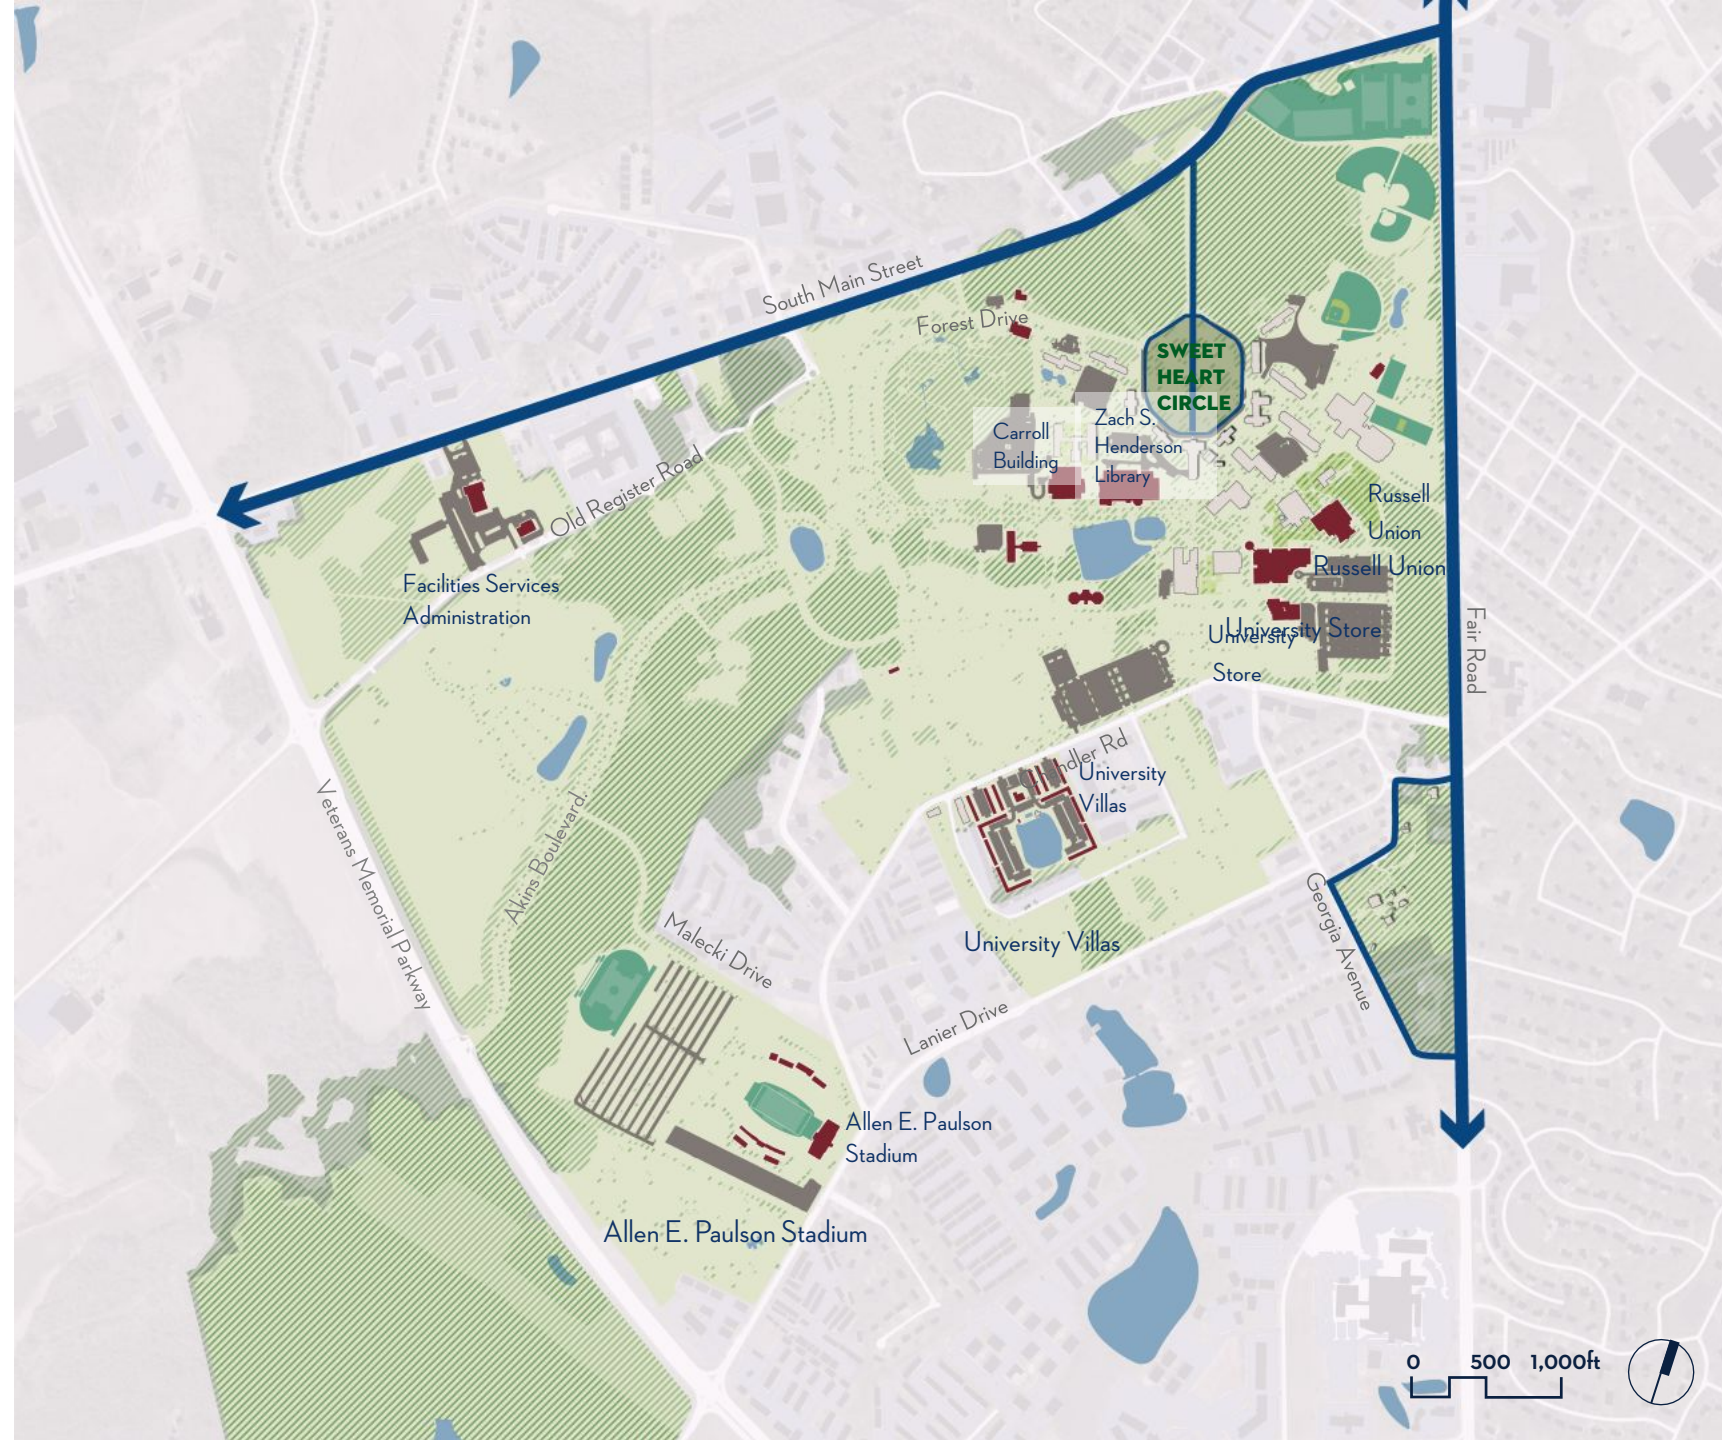 South Main Street
Forest Drive
SWEET
HEART
CIRCLE
Carroll
Building
Zach S.
Henderson
Library
Old Register Road
Russell
Union
Russell Union
Facilities Services
Administration
University Store
University
Store
Fair Road
Chandler Rd
University
Villas
Veterans Memorial Parkway
Akins Boulevard.
Malecki Drive
University Villas
Georgia Avenue
Lanier Drive
Allen E. Paulson
Stadium
Allen E. Paulson Stadium
0 500 1,000ft